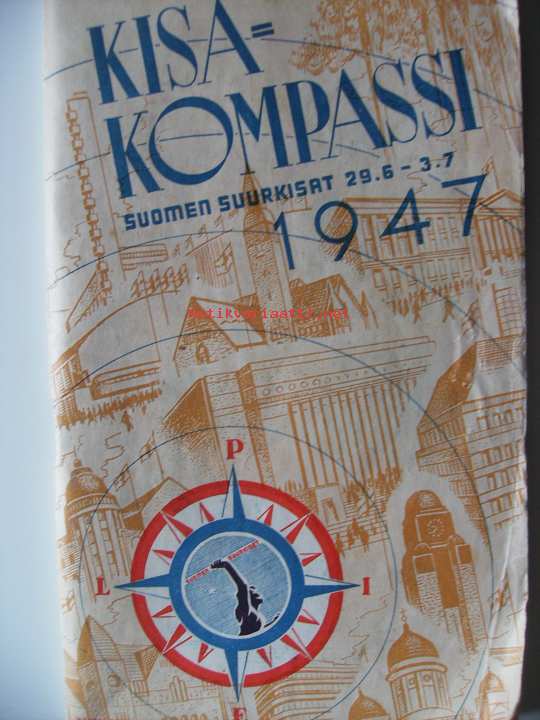 KISA=
KOMPASSI
SUOMEN SUURKISAT 29.6 - 3.7
1947
antikvariaatti.net
P
L
I
E